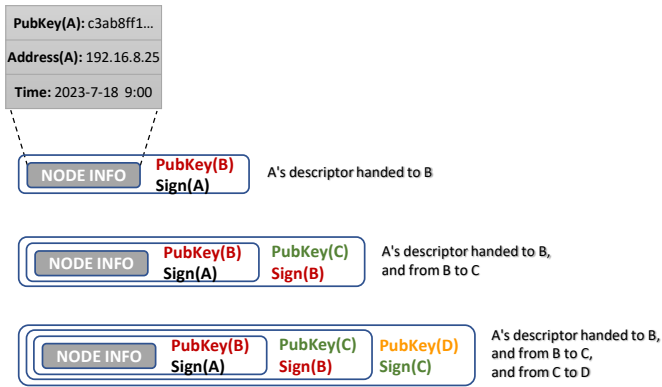 PubKey(A): c3ab8ff1...
Address(A): 192.16.8.25
Time: 2023-7-18 9:00
NODE INFO
PubKey(B)
Sign(A)
A's descriptor handed to B
NODE INFO
PubKey(B)
Sign(A)
PubKey(C)
Sign(B)
A's descriptor handed to B,
and from B to C
NODE INFO
PubKey(B)
Sign(A)
PubKey(C)
Sign(B)
PubKey(D)
Sign(C)
A's descriptor handed to B,
and from B to C,
and from C to D